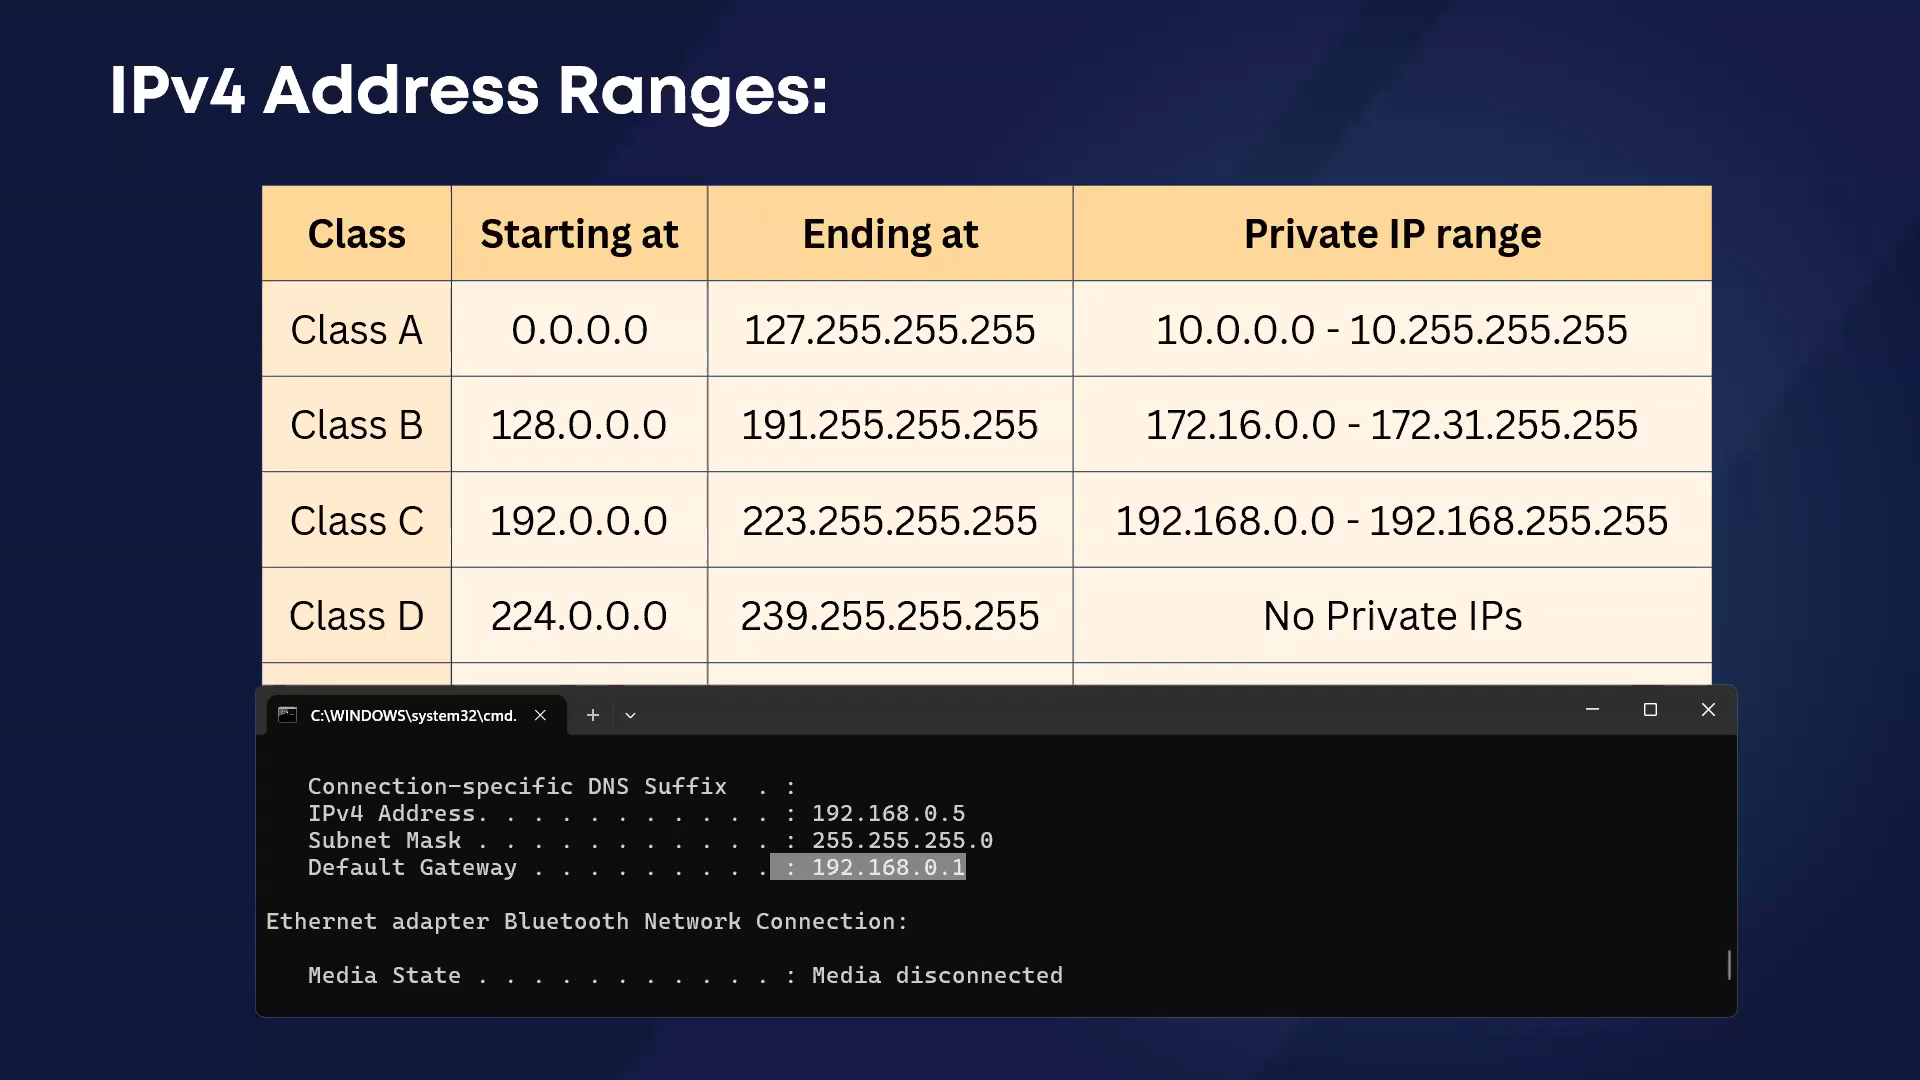 IPv4 Address Ranges:
Class Starting at Ending at Private IP range
Class A 0.0.0.0 127.255.255.255 10.0.0.0 - 10.255.255.255
Class B 128.0.0.0 191.255.255.255 172.16.0.0 - 172.31.255.255
Class C 192.0.0.0 223.255.255.255 192.168.0.0 - 192.168.255.255
Class D 224.0.0.0 239.255.255.255 No Private IPs
C:\WINDOWS\system32\cmd.
Connection-specific DNS Suffix  . :
IPv4 Address. . . . . . . . . . . : 192.168.0.5
Subnet Mask . . . . . . . . . . . : 255.255.255.0
Default Gateway . . . . . . . . . : 192.168.0.1
Ethernet adapter Bluetooth Network Connection:
Media State . . . . . . . . . . . : Media disconnected